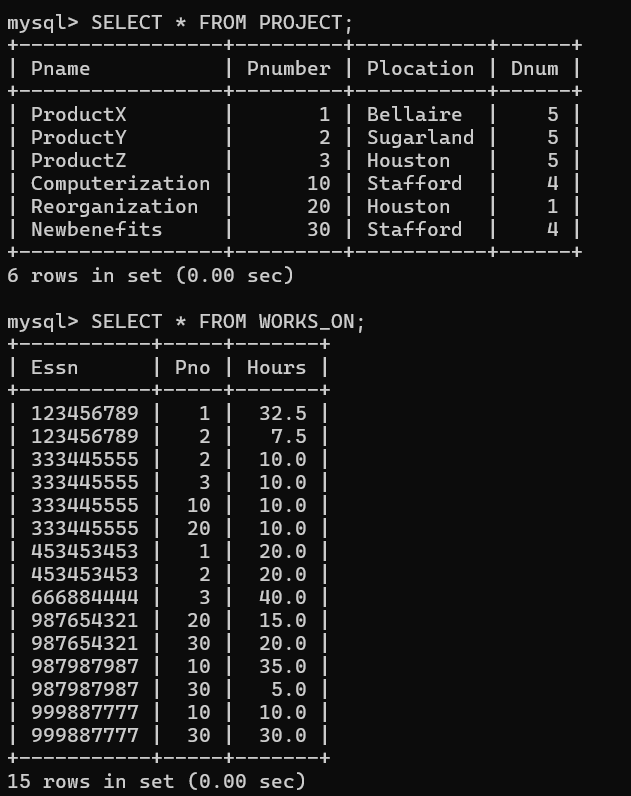 mysql> SELECT * FROM PROJECT;
+-----------------+---------+-----------+------+
| Pname           | Pnumber | Plocation | Dnum |
+-----------------+---------+-----------+------+
| ProductX        |       1 | Bellaire  |    5 |
| ProductY        |       2 | Sugarland |    5 |
| ProductZ        |       3 | Houston   |    5 |
| Computerization |      10 | Stafford  |    4 |
| Reorganization  |      20 | Houston   |    1 |
| Newbenefits     |      30 | Stafford  |    4 |
+-----------------+---------+-----------+------+
6 rows in set (0.00 sec)

mysql> SELECT * FROM WORKS_ON;
+-----------+-----+-------+
| Essn      | Pno | Hours |
+-----------+-----+-------+
| 123456789 |   1 |  32.5 |
| 123456789 |   2 |   7.5 |
| 333445555 |   2 |  10.0 |
| 333445555 |   3 |  10.0 |
| 333445555 |  10 |  10.0 |
| 333445555 |  20 |  10.0 |
| 453453453 |   1 |  20.0 |
| 453453453 |   2 |  20.0 |
| 666884444 |   3 |  40.0 |
| 987654321 |  20 |  15.0 |
| 987654321 |  30 |  20.0 |
| 987987987 |  10 |  35.0 |
| 987987987 |  30 |   5.0 |
| 999887777 |  10 |  10.0 |
| 999887777 |  30 |  30.0 |
+-----------+-----+-------+
15 rows in set (0.00 sec)